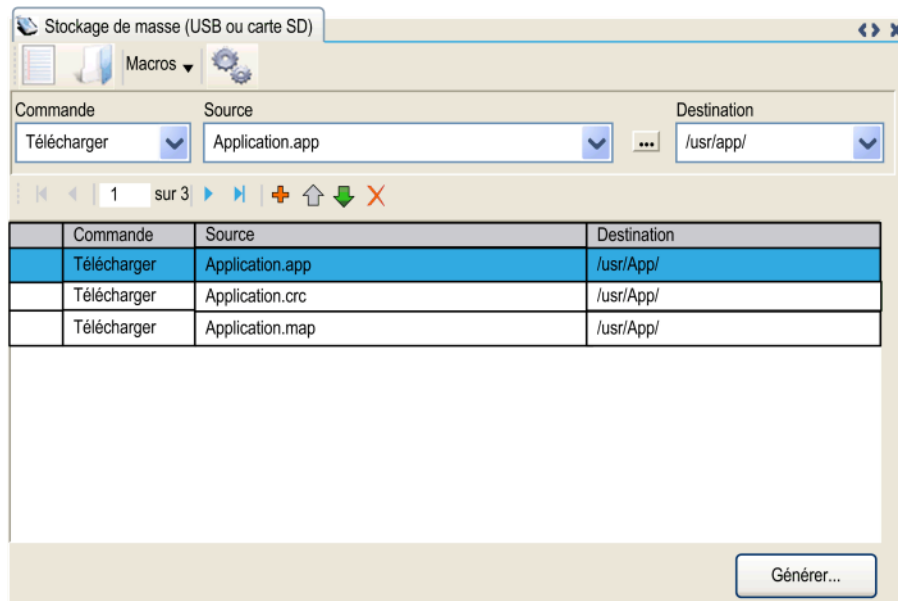 Stockage de masse (USB ou carte SD)
Macros
Commande Source Destination
Télécharger Application.app ... /usr/app/
1 sur 3
Commande Source Destination
Télécharger Application.app /usr/App/
Télécharger Application.crc /usr/App/
Télécharger Application.map /usr/App/
Générer...